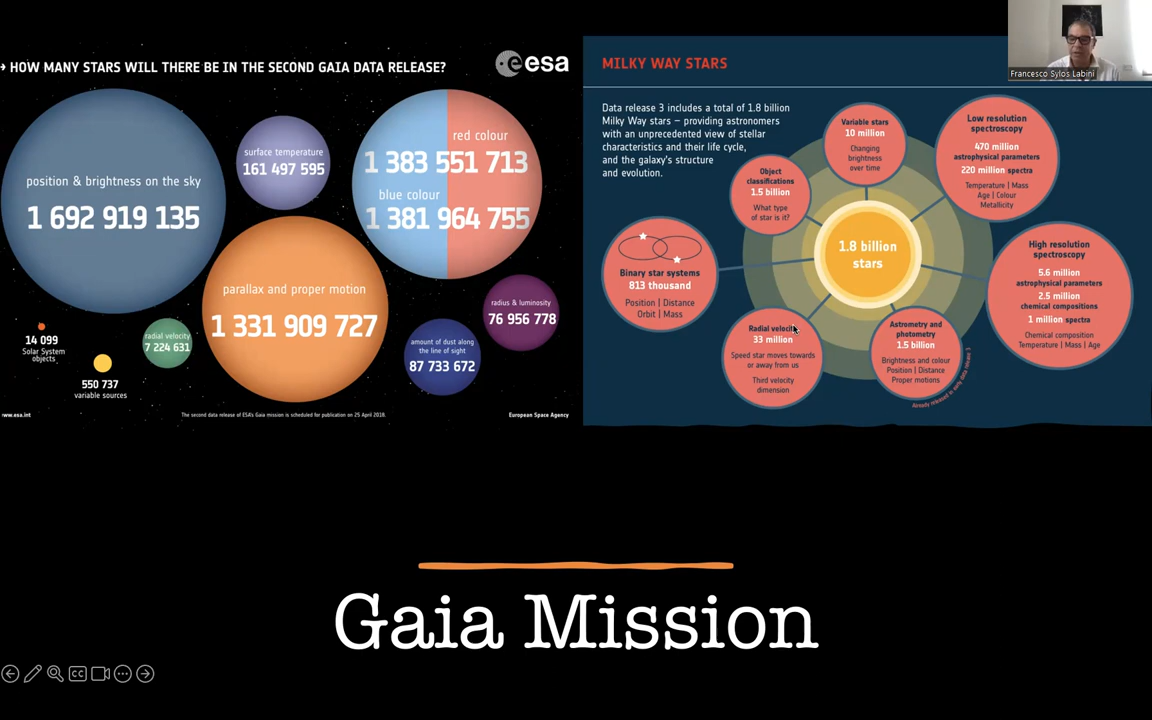 → HOW MANY STARS WILL THERE BE IN THE SECOND GAIA DATA RELEASE?
esa
position & brightness on the sky
1 692 919 135
surface temperature
161 497 595
red colour
1 383 551 713
blue colour
1 381 964 755
parallax and proper motion
1 331 909 727
radius & luminosity
76 956 778
amount of dust along
the line of sight
87 733 672
radial velocity
7 224 631
14 099
Solar System
objects
550 737
variable sources
www.esa.int
The second data release of ESA's Gaia mission is scheduled for publication on 25 April 2018.
European Space Agency
MILKY WAY STARS
Data release 3 includes a total of 1.8 billion
Milky Way stars – providing astronomers
with an unprecedented view of stellar
characteristics and their life cycle,
and the galaxy's structure
and evolution.
Variable stars
10 million
Changing
brightness
over time
Low resolution
spectroscopy
470 million
astrophysical parameters
220 million spectra
Temperature | Mass
Age | Colour
Metallicity
Object
classifications
1.5 billion
What type
of star is it?
1.8 billion
stars
Binary star systems
813 thousand
Position | Distance
Orbit | Mass
High resolution
spectroscopy
5.6 million
astrophysical parameters
2.5 million
chemical compositions
1 million spectra
Chemical composition
Temperature | Mass | Age
Radial velocity
33 million
Speed star moves towards
or away from us
Third velocity
dimension
Astrometry and
photometry
1.5 billion
Brightness and colour
Position | Distance
Proper motions
Already released in early data release 3
Francesco Sylos Labini
Gaia Mission
CC